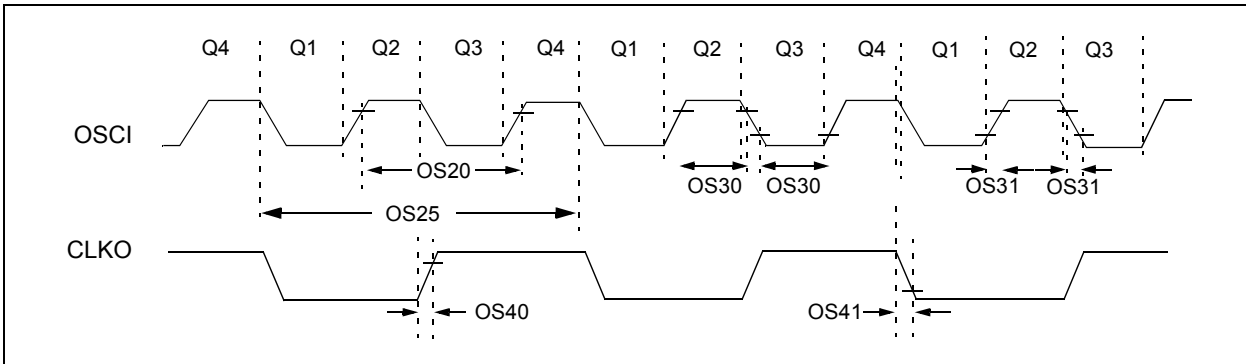 Q4 Q1 Q2 Q3 Q4 Q1 Q2 Q3 Q4 Q1 Q2 Q3
OSCI
OS20
OS30 OS30
OS31 OS31
OS25
CLKO
OS40
OS41